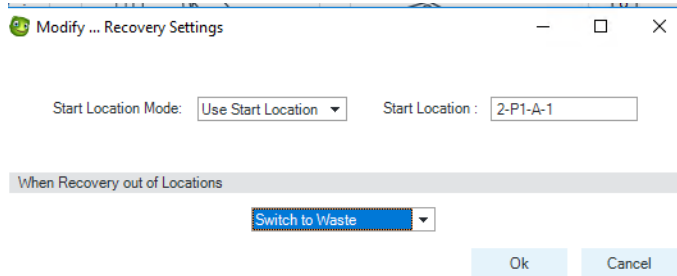 Modify ... Recovery Settings
Start Location Mode: Use Start Location Start Location : 2-P1-A-1
When Recovery out of Locations
Switch to Waste
Ok Cancel